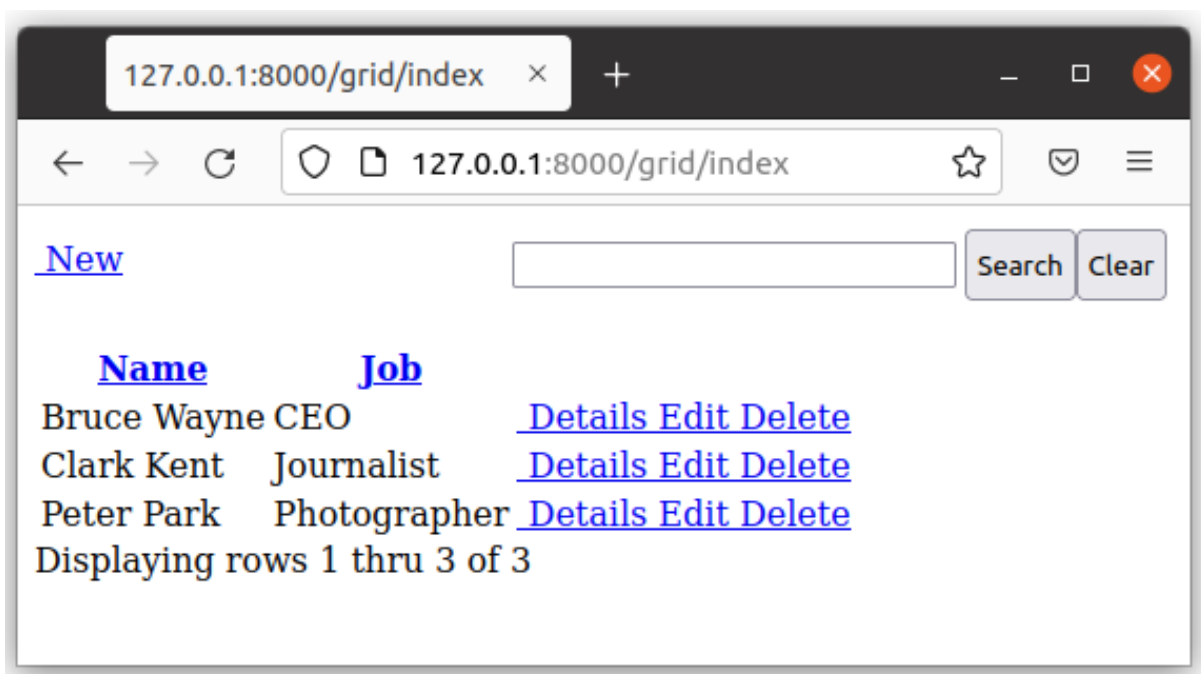 127.0.0.1:8000/grid/index
127.0.0.1:8000/grid/index
New Search Clear
Name Job
Bruce Wayne CEO Details Edit Delete
Clark Kent Journalist Details Edit Delete
Peter Park Photographer Details Edit Delete
Displaying rows 1 thru 3 of 3